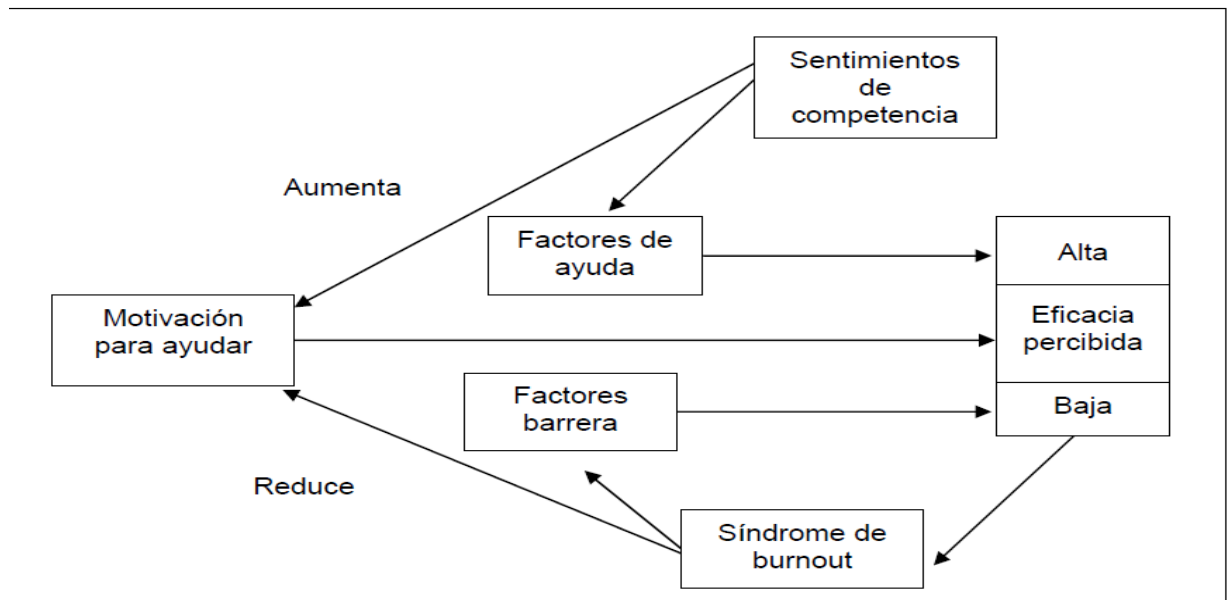 Sentimientos
de
competencia
Aumenta
Factores de
ayuda
Alta
Motivación
para ayudar
Eficacia
percibida
Factores
barrera
Baja
Reduce
Síndrome de
burnout